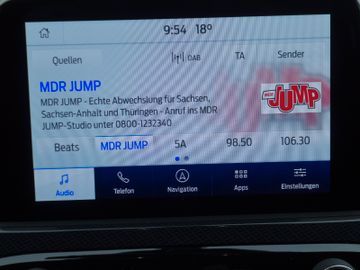 9:54 18°
Quellen DAB TA Sender
MDR JUMP
MDR JUMP - Echte Abwechslung für Sachsen,
Sachsen-Anhalt und Thüringen - Anruf ins MDR
JUMP-Studio unter 0800-1232340
MDR JUMP
Beats MDR JUMP 5A 98.50 106.30
Audio Telefon Navigation Apps Einstellungen